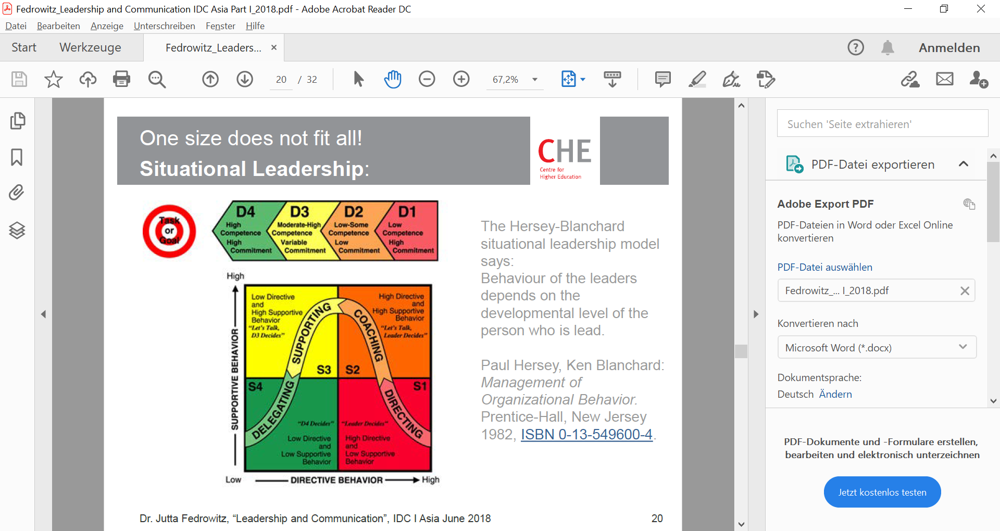 Fedrowitz_Leadership and Communication IDC Asia Part I_2018.pdf - Adobe Acrobat Reader DC
Datei Bearbeiten Anzeige Unterschreiben Fenster Hilfe
Start Werkzeuge Fedrowitz_Leaders... × ? Anmelden
20 / 32 67,2%
One size does not fit all!
Situational Leadership:
CHE
Centre for
Higher Education
Task
or
Goal
D4
High
Competence
High
Commitment
D3
Moderate-High
Competence
Variable
Commitment
D2
Low-Some
Competence
Low
Commitment
D1
Low
Competence
High
Commitment
High
SUPPORTIVE BEHAVIOR
Low Directive
and
High Supportive
Behavior
"Let's Talk,
D3 Decides"
SUPPORTING
S3
High Directive
and
High Supportive
Behavior
"Let's Talk,
Leader Decides"
COACHING
S2
S4
DELEGATING
"D4 Decides"
Low Directive
and
Low Supportive
Behavior
S1
DIRECTING
"Leader Decides"
High Directive
and
Low Supportive
Behavior
Low
DIRECTIVE BEHAVIOR
High
The Hersey-Blanchard
situational leadership model
says:
Behaviour of the leaders
depends on the
developmental level of the
person who is lead.
Paul Hersey, Ken Blanchard:
Management of
Organizational Behavior.
Prentice-Hall, New Jersey
1982, ISBN 0-13-549600-4.
Dr. Jutta Fedrowitz, “Leadership and Communication”, IDC I Asia June 2018
20
Suchen 'Seite extrahieren'
PDF-Datei exportieren
Adobe Export PDF
PDF-Dateien in Word oder Excel Online
konvertieren
PDF-Datei auswählen
Fedrowitz_... I_2018.pdf
Konvertieren nach
Microsoft Word (*.docx)
Dokumentsprache:
Deutsch Ändern
PDF-Dokumente und -Formulare erstellen,
bearbeiten und elektronisch unterzeichnen
Jetzt kostenlos testen